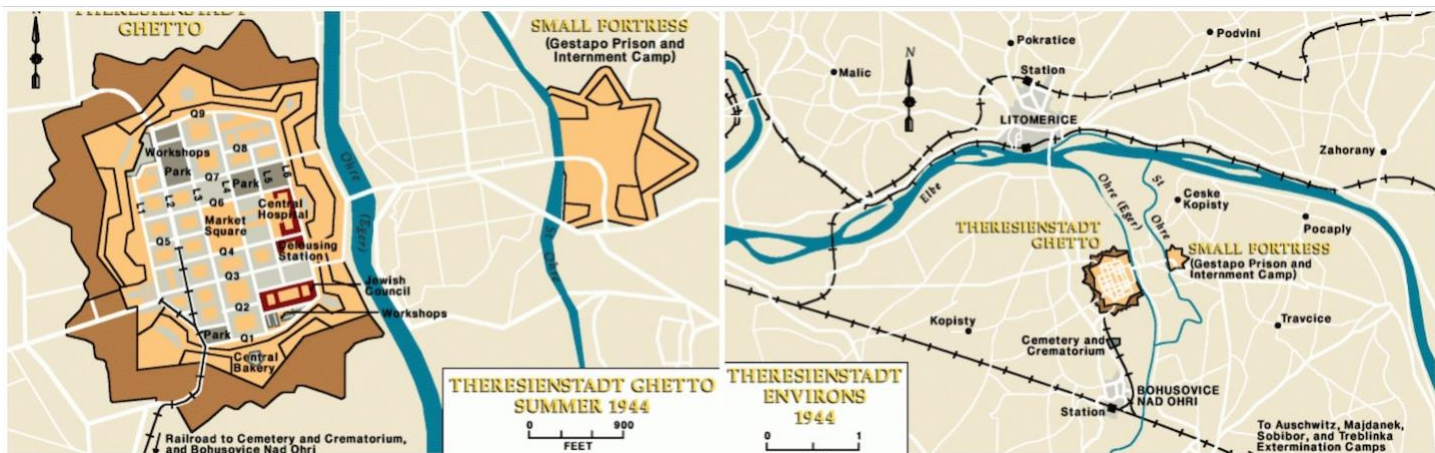 THERESIENSTADT
GHETTO
N
Q9
Workshops
Q8
Park
Q7
Park
L1
L2
L3
L4
L5
L6
Q6
Central
Hospital
Market
Square
Q5
Q4
Delousing
Station
Q3
Jewish
Council
Q2
Workshops
Park
Q1
Central
Bakery
Railroad to Cemetery and Crematorium,
and Bohusovice Nad Ohri
Ohre
(Eger)
St Ohre
SMALL FORTRESS
(Gestapo Prison and
Internment Camp)
THERESIENSTADT GHETTO
SUMMER 1944
0 900
FEET
N
Malic
Pokratice
Podvini
Station
LITOMERICE
Zahorany
Elbe
Ohre (Eger)
St Ohre
Ceske
Kopisty
Pocaply
THERESIENSTADT
GHETTO
SMALL FORTRESS
(Gestapo Prison and
Internment Camp)
Kopisty
Travcice
Cemetery and
Crematorium
BOHUSOVICE
NAD OHRI
Station
To Auschwitz, Majdanek,
Sobibor, and Treblinka
Extermination Camps
THERESIENSTADT
ENVIRONS
1944
0 1